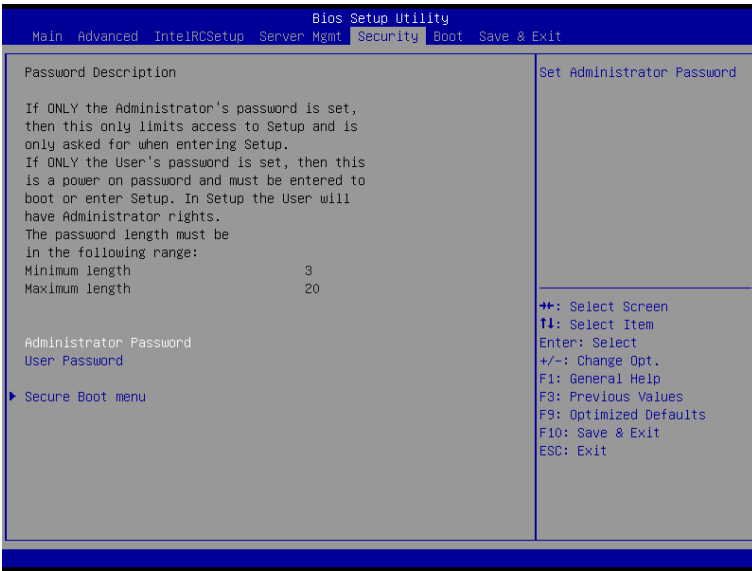 Bios Setup Utility
Main Advanced IntelRCSetup Server Mgmt Security Boot Save & Exit
Password Description
If ONLY the Administrator's password is set,
then this only limits access to Setup and is
only asked for when entering Setup.
If ONLY the User's password is set, then this
is a power on password and must be entered to
boot or enter Setup. In Setup the User will
have Administrator rights.
The password length must be
in the following range:
Minimum length 3
Maximum length 20
Administrator Password
User Password
Secure Boot menu
Set Administrator Password
→←: Select Screen
↑↓: Select Item
Enter: Select
+/-: Change Opt.
F1: General Help
F3: Previous Values
F9: Optimized Defaults
F10: Save & Exit
ESC: Exit